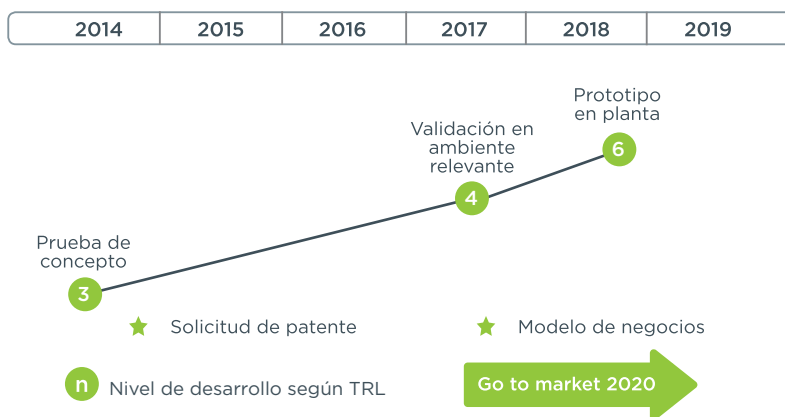 2014 2015 2016 2017 2018 2019
Prototipo
en planta
6
Validación en
ambiente
relevante
4
Prueba de
concepto
3
Solicitud de patente
Modelo de negocios
n Nivel de desarrollo según TRL
Go to market 2020